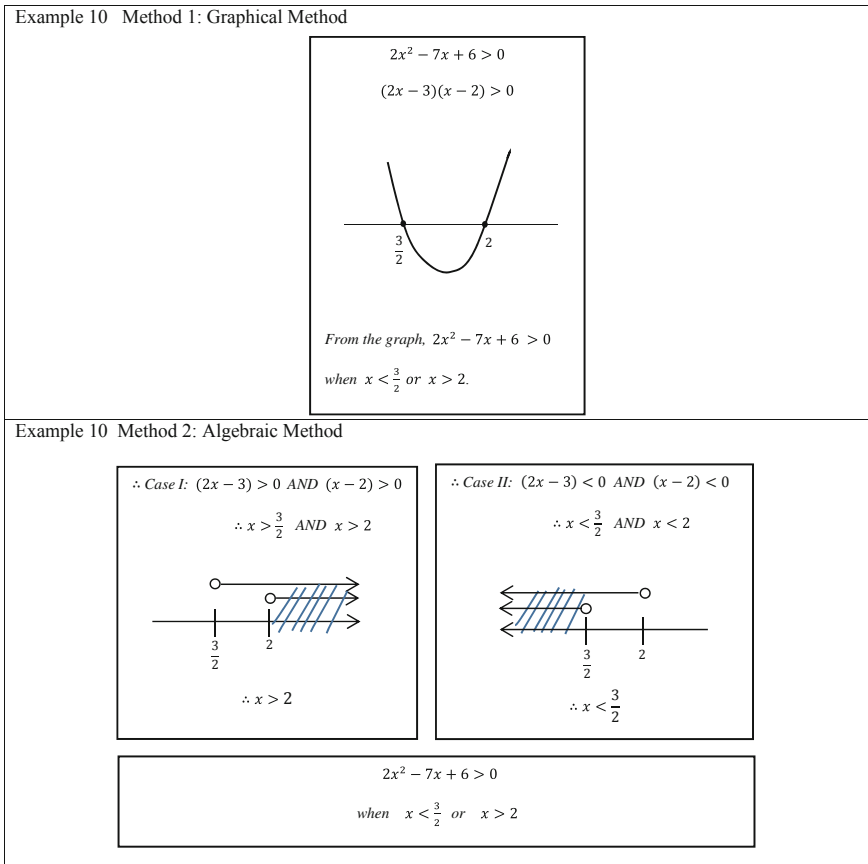 Example 10 Method 1: Graphical Method
2x² − 7x + 6 > 0
(2x − 3)(x − 2) > 0
3/2 2
From the graph, 2x² − 7x + 6 > 0
when x < 3/2 or x > 2.
Example 10 Method 2: Algebraic Method
∴ Case I: (2x − 3) > 0 AND (x − 2) > 0
∴ x > 3/2 AND x > 2
3/2 2
∴ x > 2
∴ Case II: (2x − 3) < 0 AND (x − 2) < 0
∴ x < 3/2 AND x < 2
3/2 2
∴ x < 3/2
2x² − 7x + 6 > 0
when x < 3/2 or x > 2